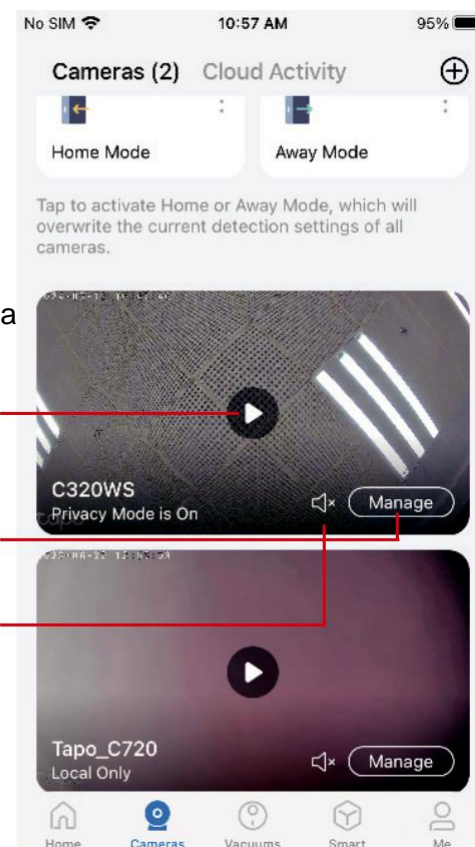 No SIM 10:57 AM 95%
Cameras (2) Cloud Activity
Home Mode Away Mode
Tap to activate Home or Away Mode, which will
overwrite the current detection settings of all
cameras.
a
C320WS
Privacy Mode is On
Manage
Tapo_C720
Local Only
Manage
Home Cameras Vacuums Smart Me